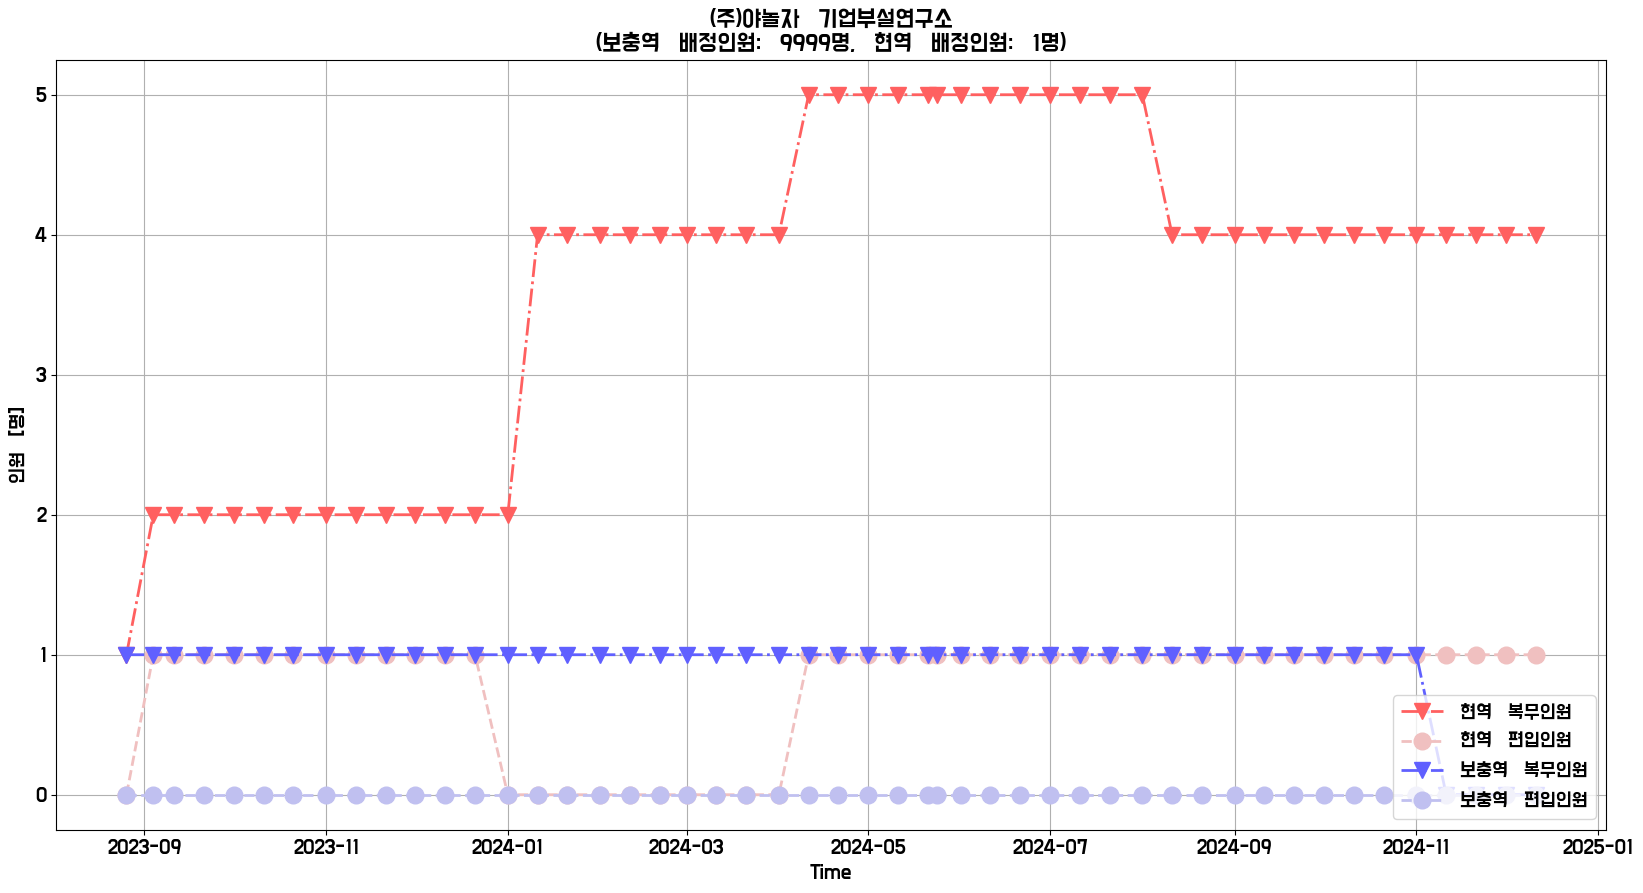 (주)야놀자 기업부설연구소
(보충역 배정인원: 9999명, 현역 배정인원: 1명)
5
4
3
2
1
0
인원 [명]
2023-09
2023-11
2024-01
2024-03
2024-05
2024-07
2024-09
2024-11
2025-01
Time
현역 복무인원
현역 편입인원
보충역 복무인원
보충역 편입인원